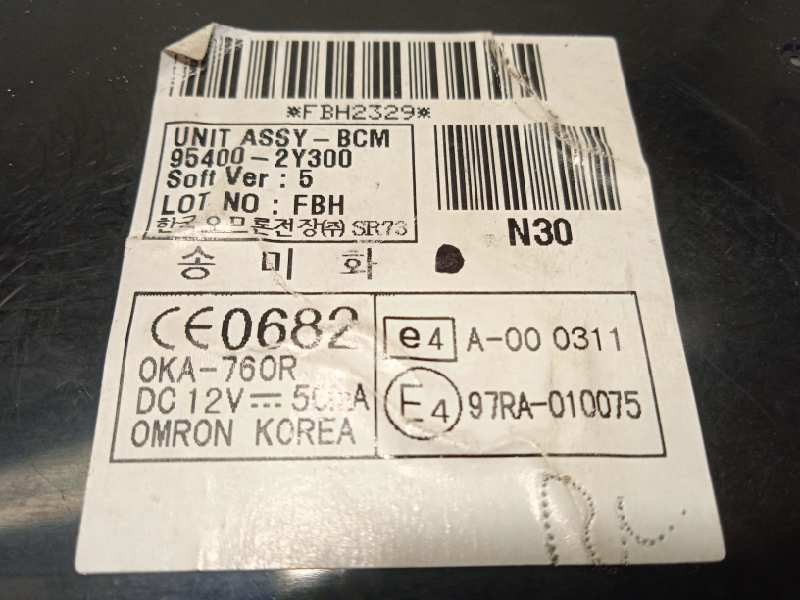 *FBH2329*
UNIT ASSY-BCM
95400-2Y300
Soft Ver : 5
LOT NO : FBH
한국오므론전장(주) SR73
N30
송 미 화
CE0682
OKA-760R
DC 12V 50mA
OMRON KOREA
e4 A-00 0311
E4 97RA-010075